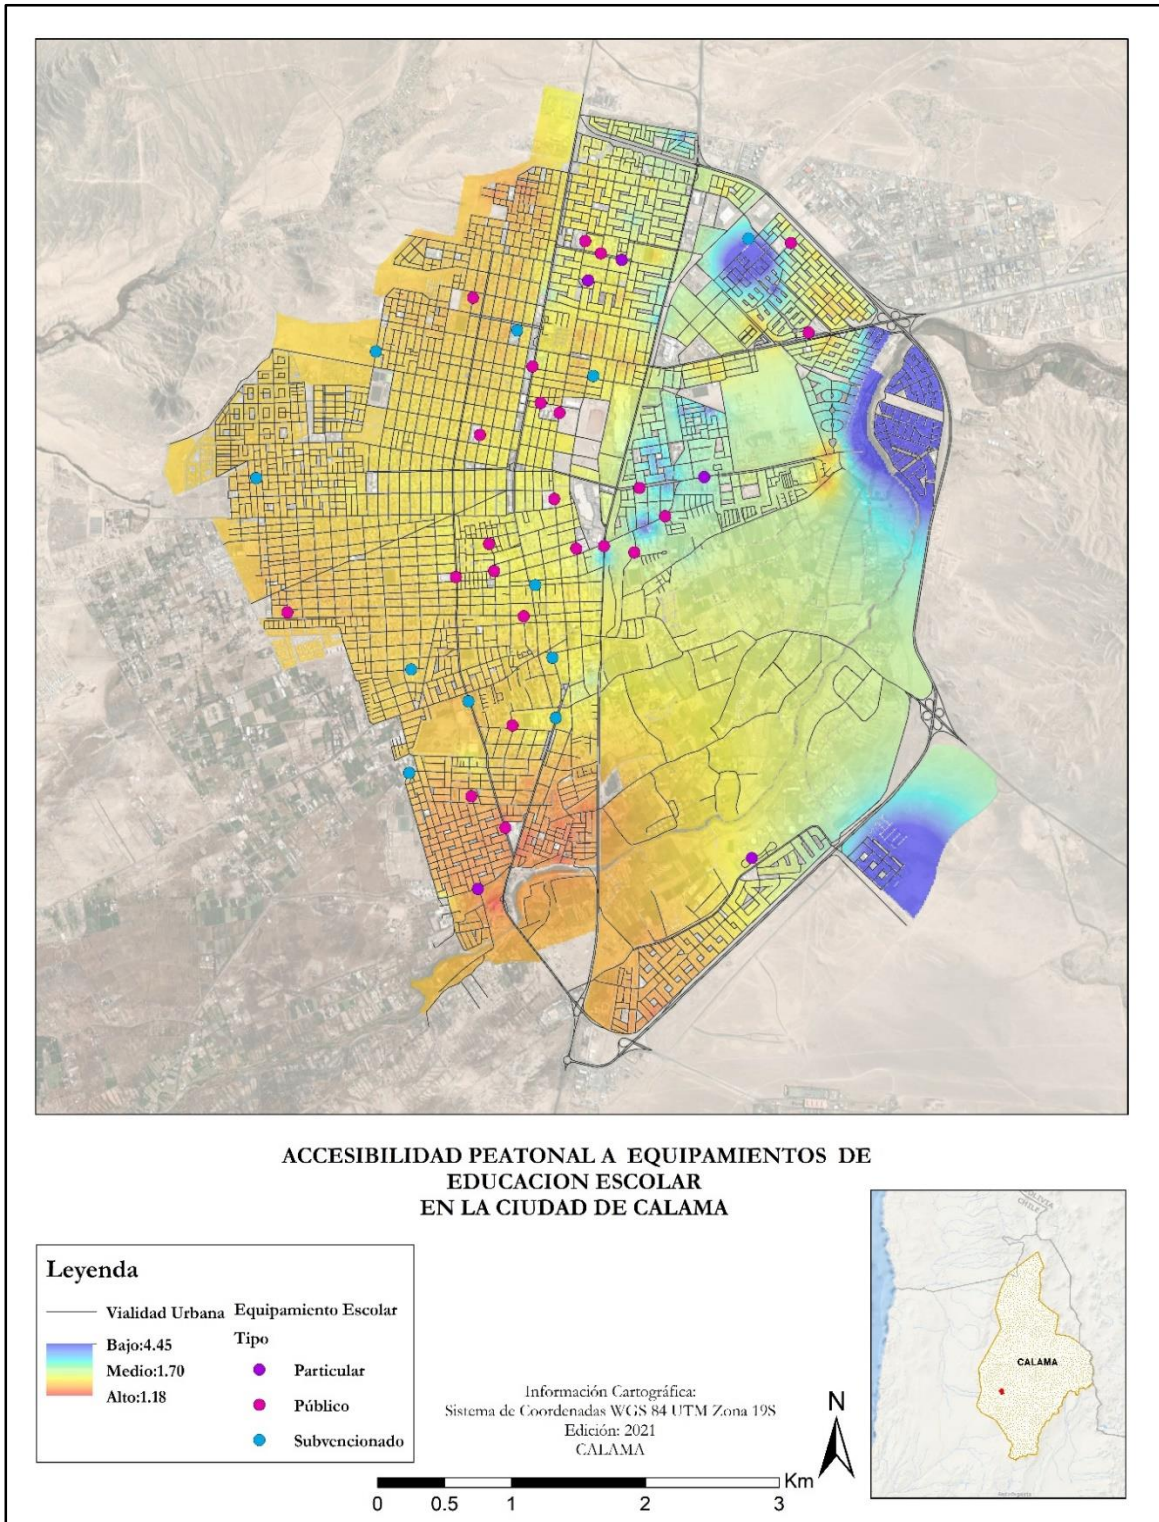 ACCESIBILIDAD PEATONAL A EQUIPAMIENTOS DE
EDUCACION ESCOLAR
EN LA CIUDAD DE CALAMA
Leyenda
Vialidad Urbana
Bajo:4.45
Medio:1.70
Alto:1.18
Equipamiento Escolar
Tipo
Particular
Público
Subvencionado
Información Cartográfica:
Sistema de Coordenadas WGS 84 UTM Zona 19S
Edición: 2021
CALAMA
N
Km
0 0.5 1 2 3
CHILE
CALAMA